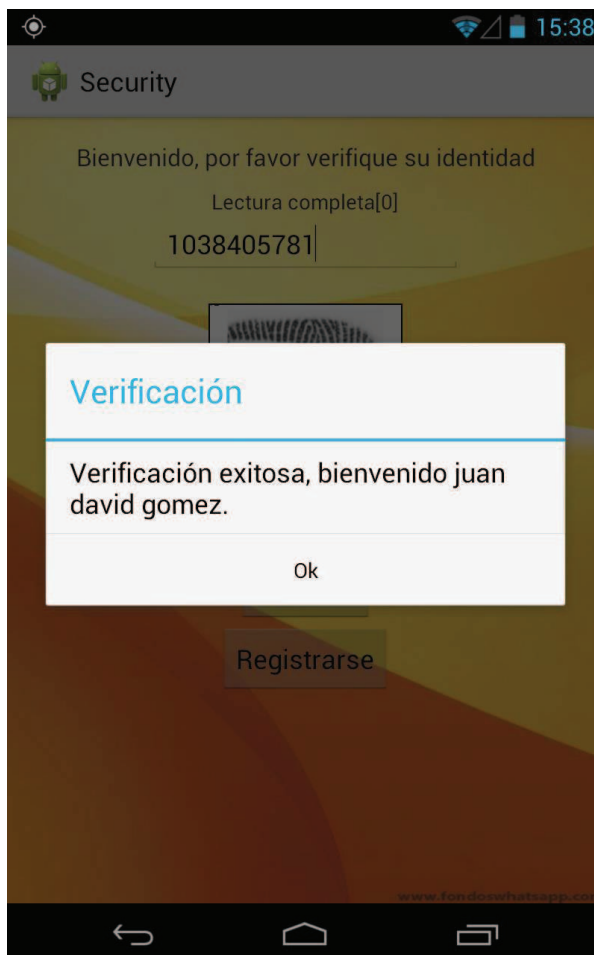 15:38
Security
Bienvenido, por favor verifique su identidad
Lectura completa[0]
1038405781
Verificación
Verificación exitosa, bienvenido juan
david gomez.
Ok
Registrarse
www.fondoswhatsapp.com